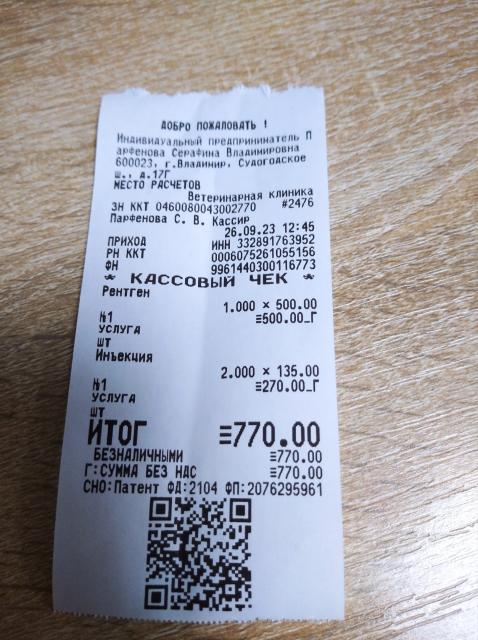 ДОБРО ПОЖАЛОВАТЬ !
Индивидуальный предприниматель П
арфенова Серафина Владимировна
600023, г.Владимир, Судогодское
ш., д.17Г
МЕСТО РАСЧЕТОВ
Ветеринарная клиника
ЗН ККТ 0460080043002770 #2476
Парфенова С. В. Кассир
26.09.23 12:45
ПРИХОД ИНН 332891763952
РН ККТ 0006075261055156
ФН 9961440300116773
* КАССОВЫЙ ЧЕК *
Рентген
1.000 × 500.00
№1 ≡500.00_Г
УСЛУГА
шт
Инъекция
2.000 × 135.00
№1 ≡270.00_Г
УСЛУГА
шт
ИТОГ ≡770.00
БЕЗНАЛИЧНЫМИ ≡770.00
Г:СУММА БЕЗ НДС ≡770.00
СНО:Патент ФД:2104 ФП:2076295961